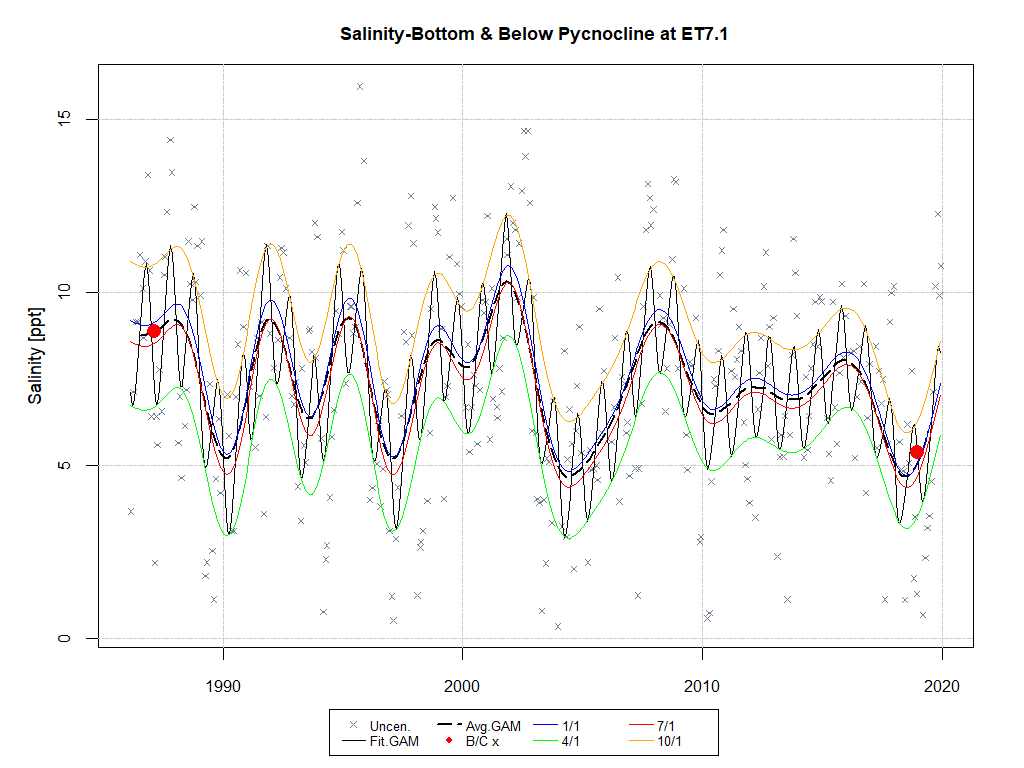 Salinity-Bottom & Below Pycnocline at ET7.1
Salinity [ppt]
15
10
5
0
1990 2000 2010 2020
Uncen. Avg.GAM 1/1 7/1
Fit.GAM B/C x 4/1 10/1